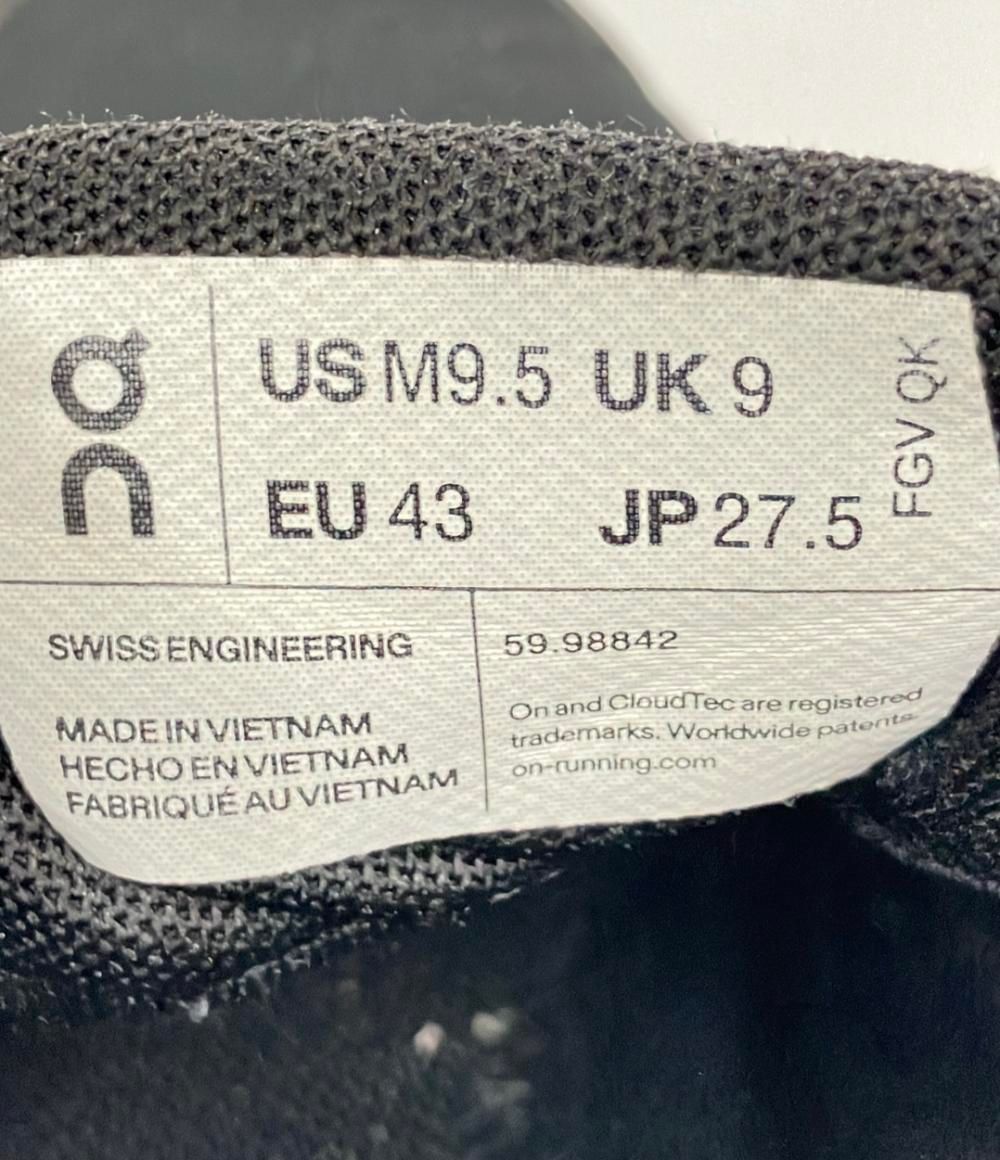 on
US M9.5 UK 9
EU 43 JP 27.5
FGV QK
SWISS ENGINEERING
MADE IN VIETNAM
HECHO EN VIETNAM
FABRIQUÉ AU VIETNAM
59.98842
On and CloudTec are registered
trademarks. Worldwide patents
on-running.com